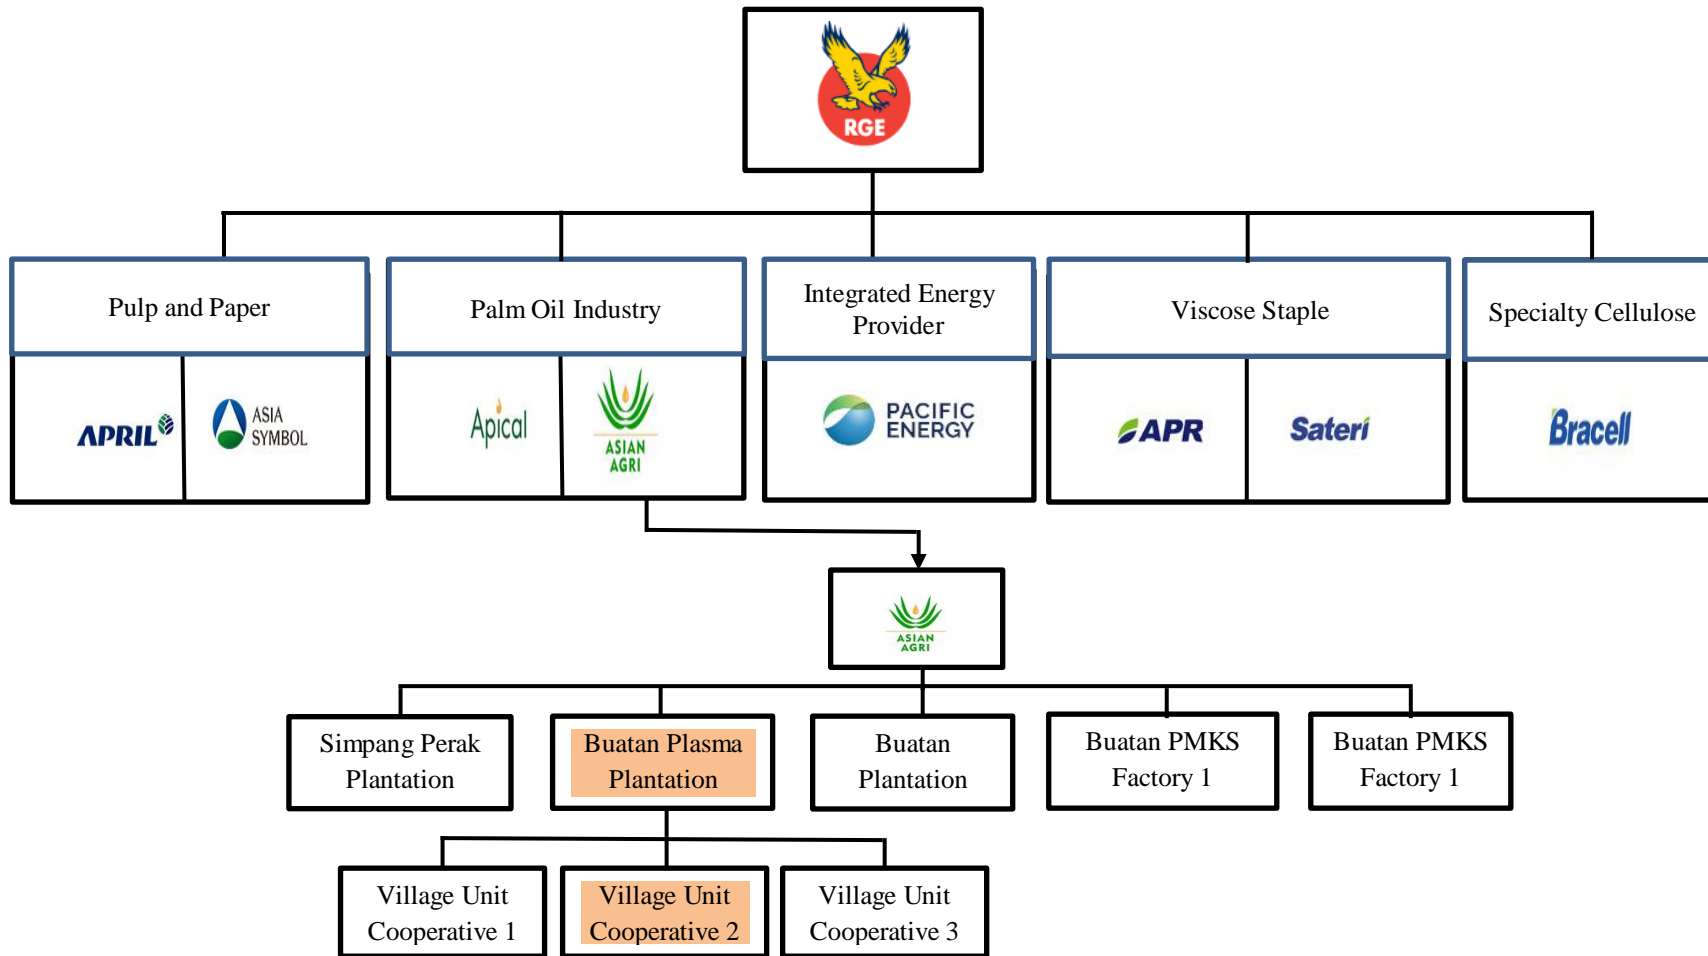 RGE
Pulp and Paper
Palm Oil Industry
Integrated Energy
Provider
Viscose Staple
Specialty Cellulose
APRIL
ASIA
SYMBOL
Apical
ASIAN
AGRI
PACIFIC
ENERGY
APR
Sateri
Bracell
ASIAN
AGRI
Simpang Perak
Plantation
Buatan Plasma
Plantation
Buatan
Plantation
Buatan PMKS
Factory 1
Buatan PMKS
Factory 1
Village Unit
Cooperative 1
Village Unit
Cooperative 2
Village Unit
Cooperative 3